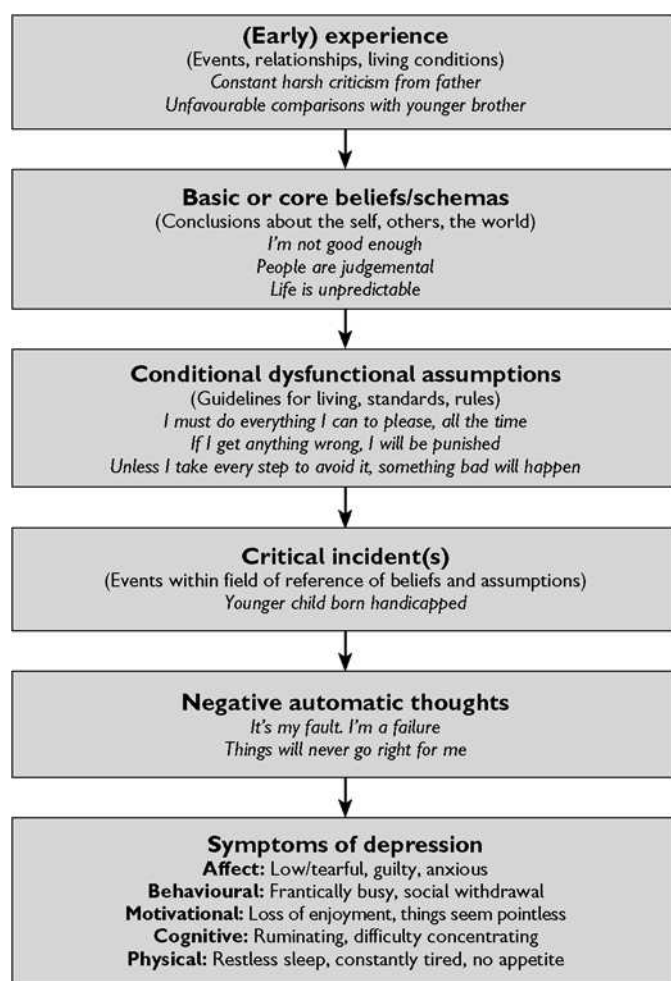 (Early) experience
(Events, relationships, living conditions)
Constant harsh criticism from father
Unfavourable comparisons with younger brother
Basic or core beliefs/schemas
(Conclusions about the self, others, the world)
I'm not good enough
People are judgemental
Life is unpredictable
Conditional dysfunctional assumptions
(Guidelines for living, standards, rules)
I must do everything I can to please, all the time
If I get anything wrong, I will be punished
Unless I take every step to avoid it, something bad will happen
Critical incident(s)
(Events within field of reference of beliefs and assumptions)
Younger child born handicapped
Negative automatic thoughts
It's my fault. I'm a failure
Things will never go right for me
Symptoms of depression
Affect: Low/tearful, guilty, anxious
Behavioural: Frantically busy, social withdrawal
Motivational: Loss of enjoyment, things seem pointless
Cognitive: Ruminating, difficulty concentrating
Physical: Restless sleep, constantly tired, no appetite